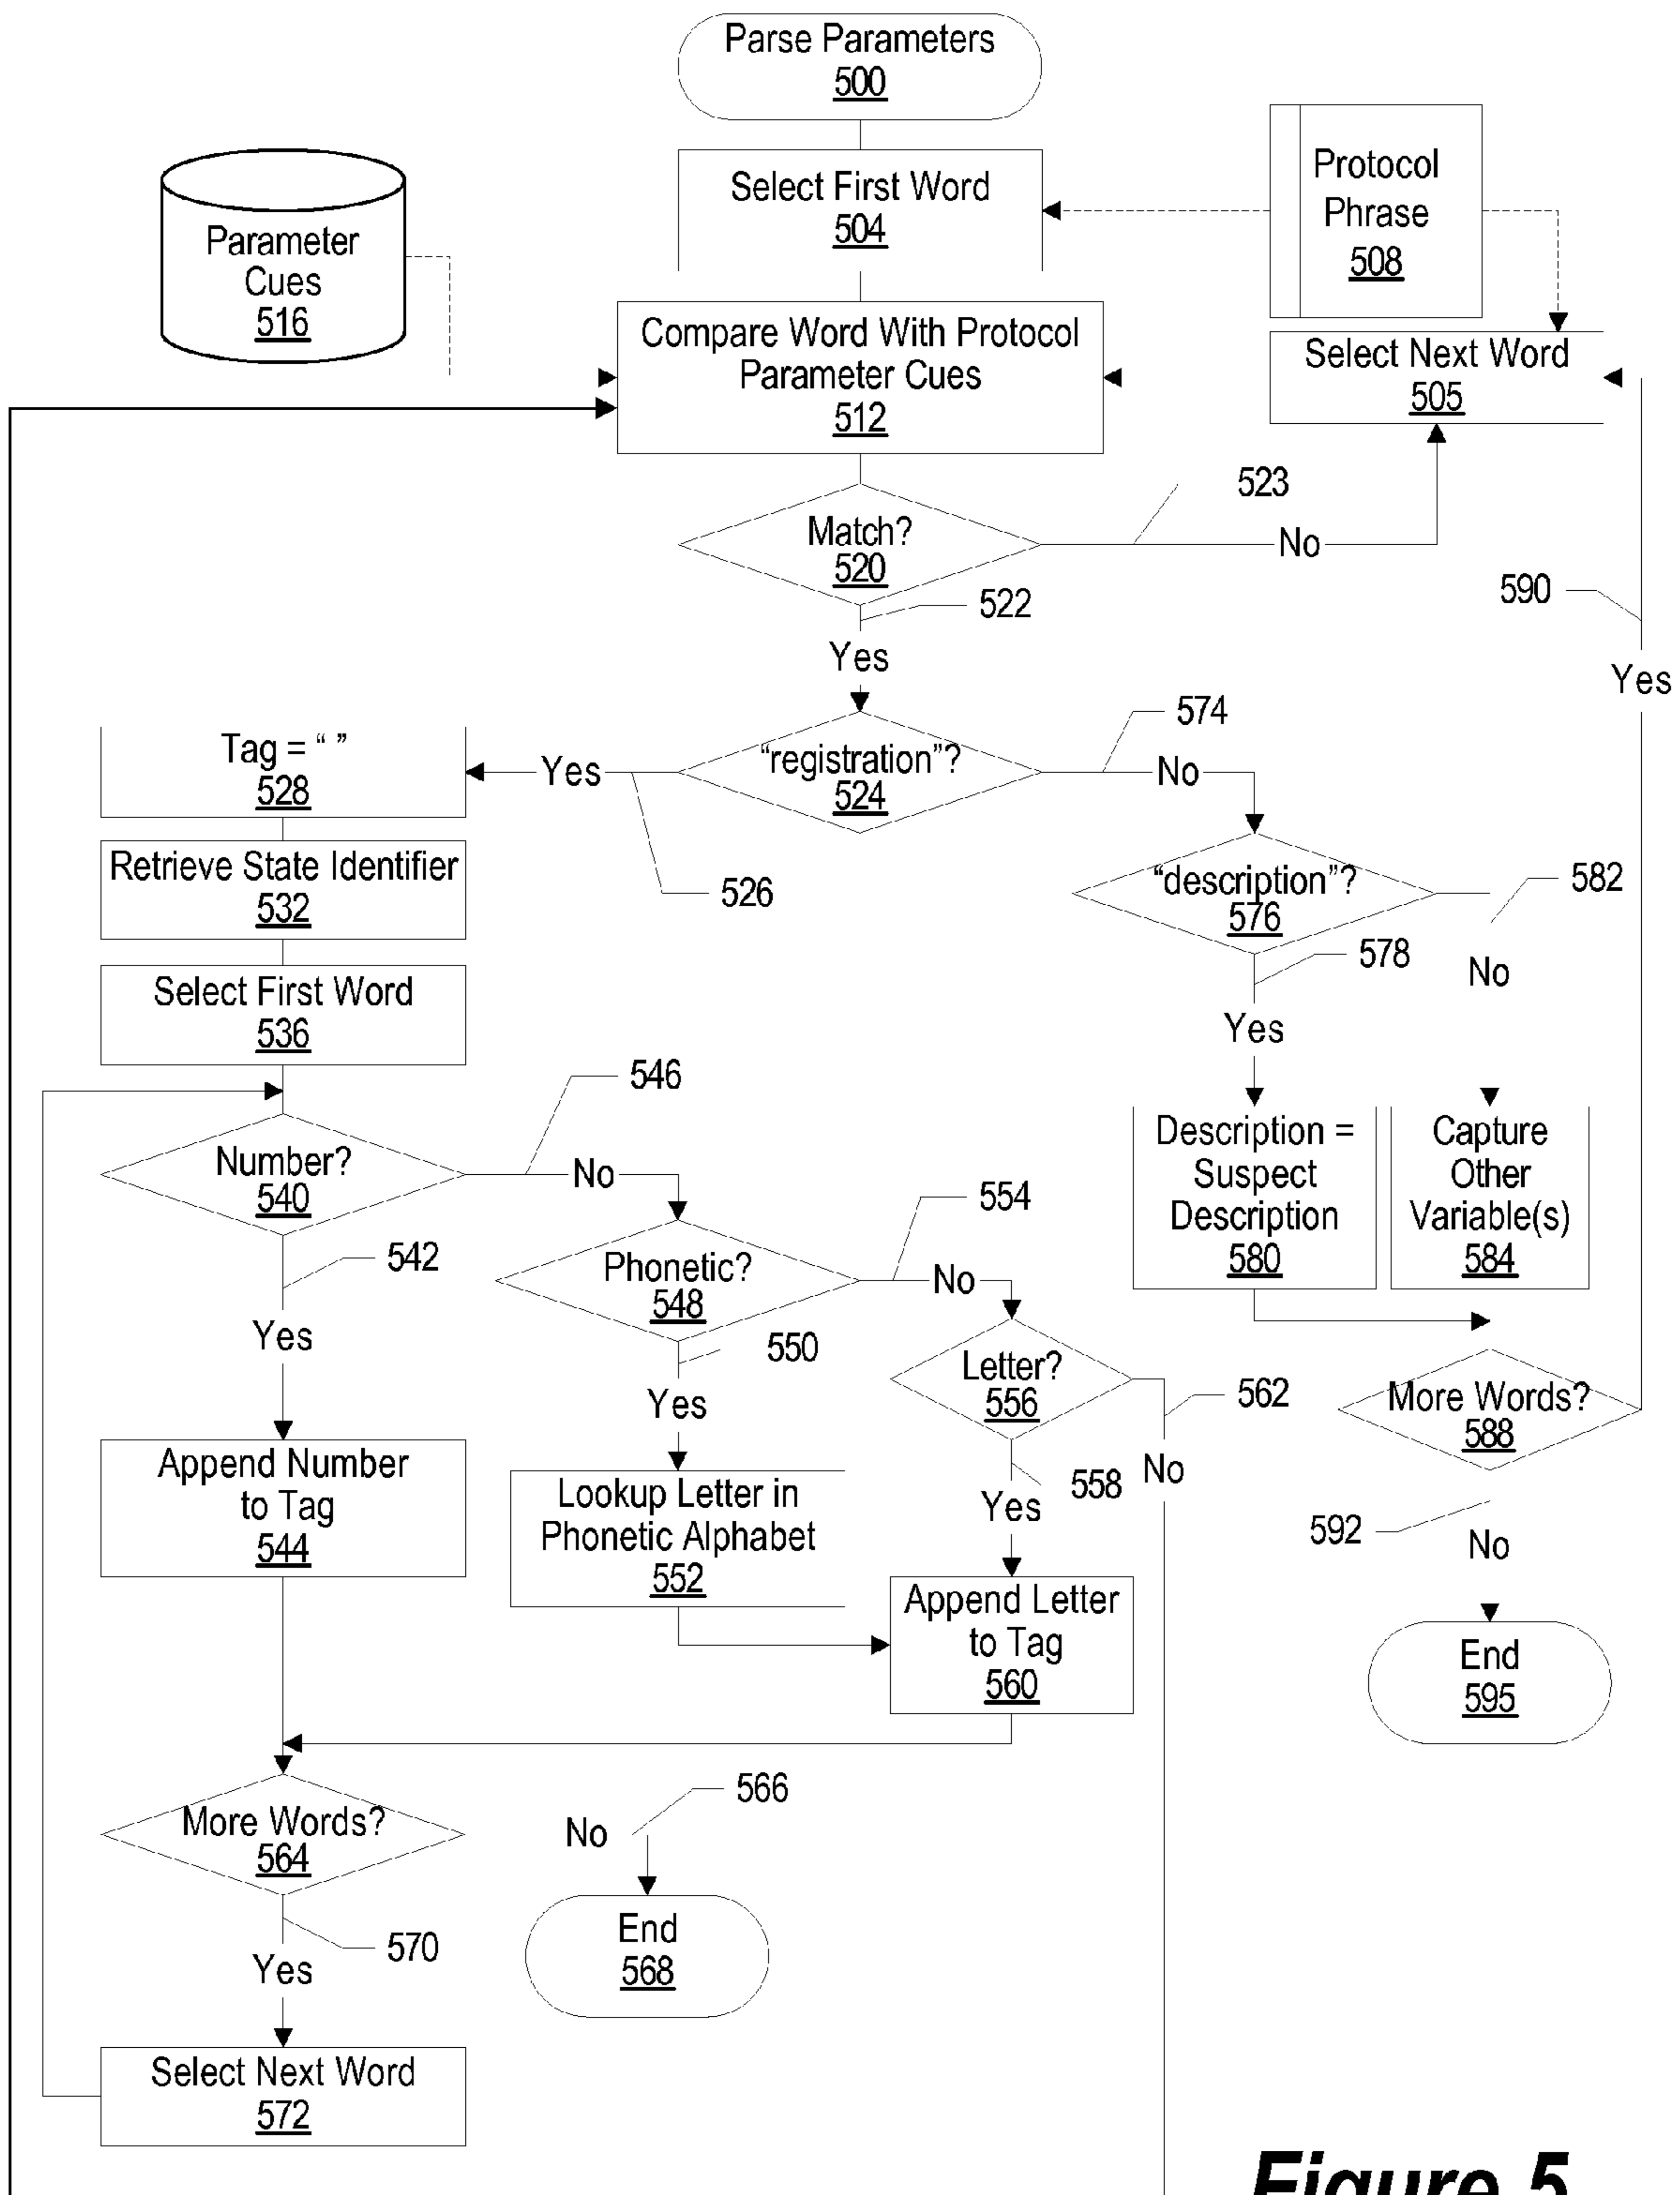 Parse Parameters
500
Select First Word
504
Protocol
Phrase
508
Parameter
Cues
516
Compare Word With Protocol
Parameter Cues
512
Select Next Word
505
523
Match?
520
No
522
590
Yes
Yes
574
Tag = “ ”
528
Yes
“registration”?
524
No
Retrieve State Identifier
532
526
“description”?
576
582
578
No
Select First Word
536
Yes
546
Number?
540
No
Description =
Suspect
Description
580
Capture
Other
Variable(s)
584
554
542
Phonetic?
548
No
Yes
550
Letter?
556
562
Yes
More Words?
588
No
558
Yes
Append Number
to Tag
544
Lookup Letter in
Phonetic Alphabet
552
592
No
Append Letter
to Tag
560
End
595
566
No
More Words?
564
End
568
570
Yes
Select Next Word
572
Figure 5